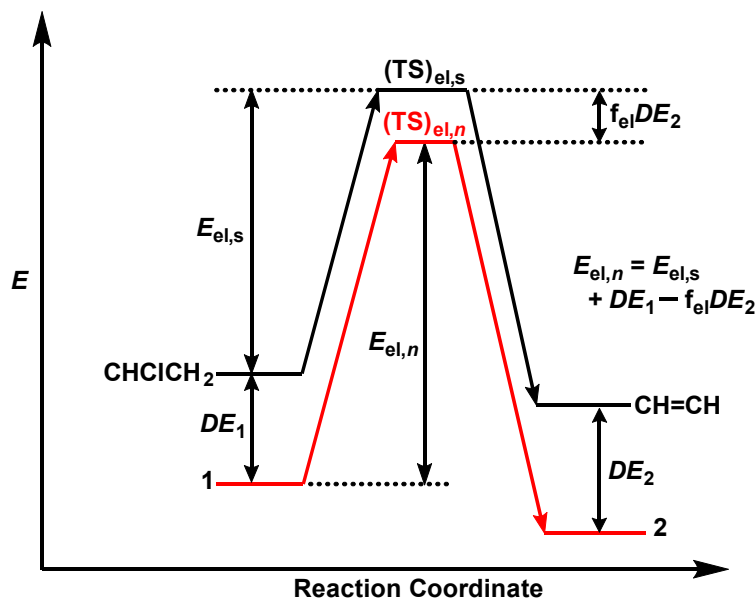 (TS)el,s
felDE2
(TS)el,n
Eel,s
E
Eel,n = Eel,s
+ DE1 − felDE2
Eel,n
CHClCH2
CH=CH
DE1
DE2
1
2
Reaction Coordinate